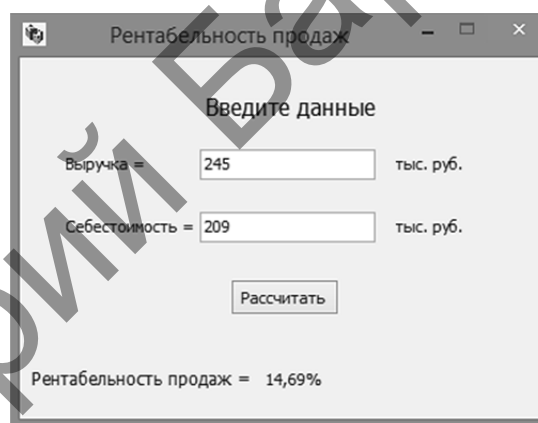 Рентабельность продаж
Введите данные
Выручка = 245 тыс. руб.
Себестоимость = 209 тыс. руб.
Рассчитать
Рентабельность продаж = 14,69%